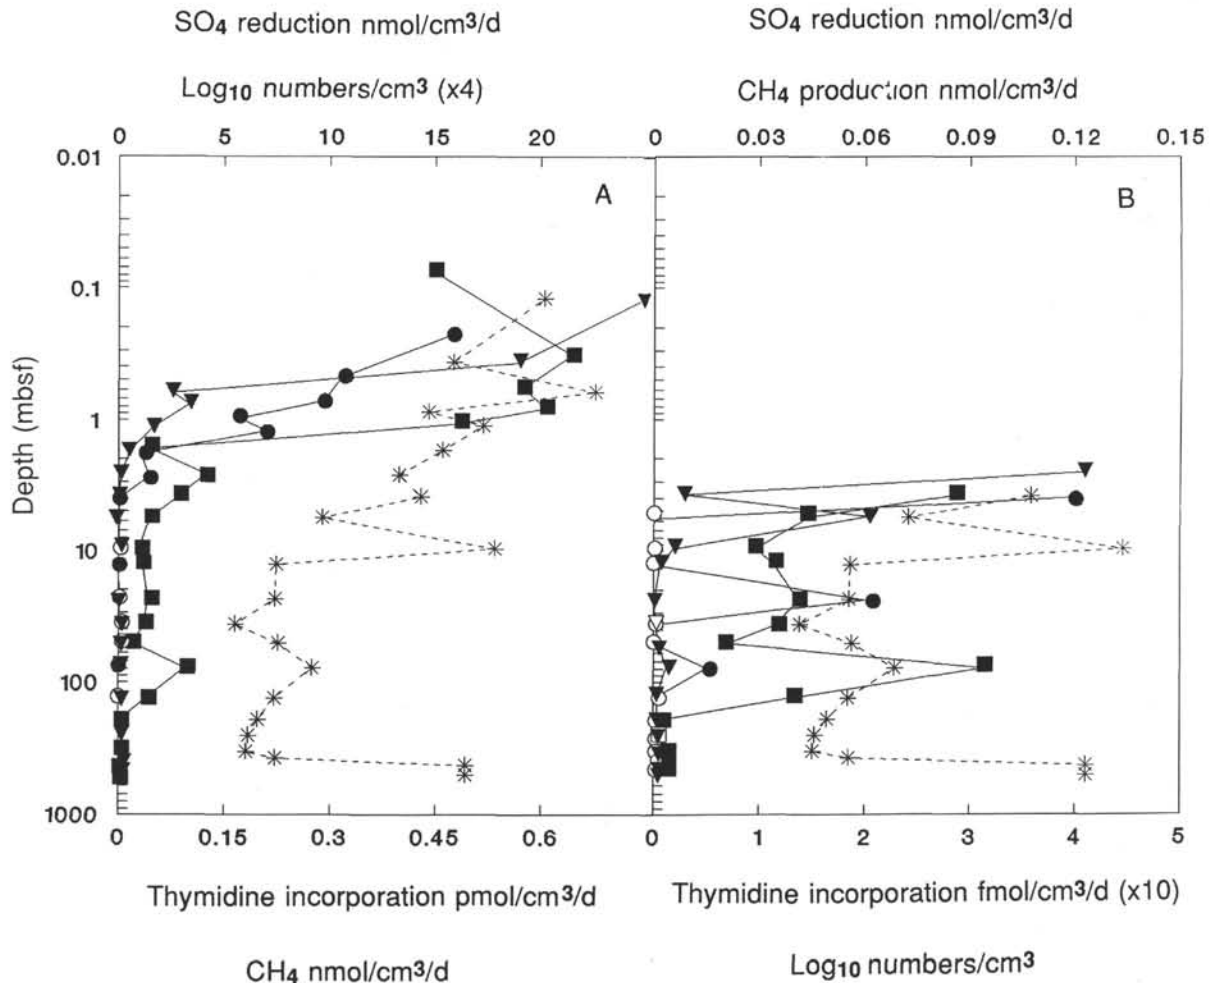 SO4 reduction nmol/cm3/d
SO4 reduction nmol/cm3/d
Log10 numbers/cm3 (x4)
CH4 production nmol/cm3/d
0 5 10 15 20
0 0.03 0.06 0.09 0.12 0.15
0.01
A
B
0.1
1
10
100
1000
Depth (mbsf)
0 0.15 0.3 0.45 0.6
0 1 2 3 4 5
Thymidine incorporation pmol/cm3/d
Thymidine incorporation fmol/cm3/d (x10)
CH4 nmol/cm3/d
Log10 numbers/cm3